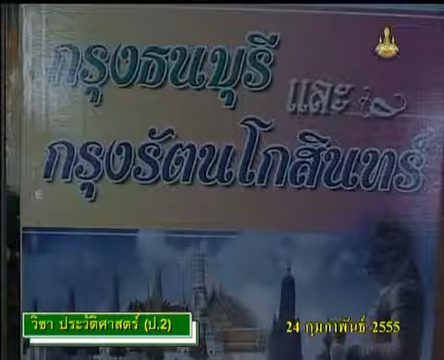 กรุงธนบุรี
และ
กรุงรัตนโกสินทร์
วิชา ประวัติศาสตร์ (ป.2)
24 กุมภาพันธ์ 2555